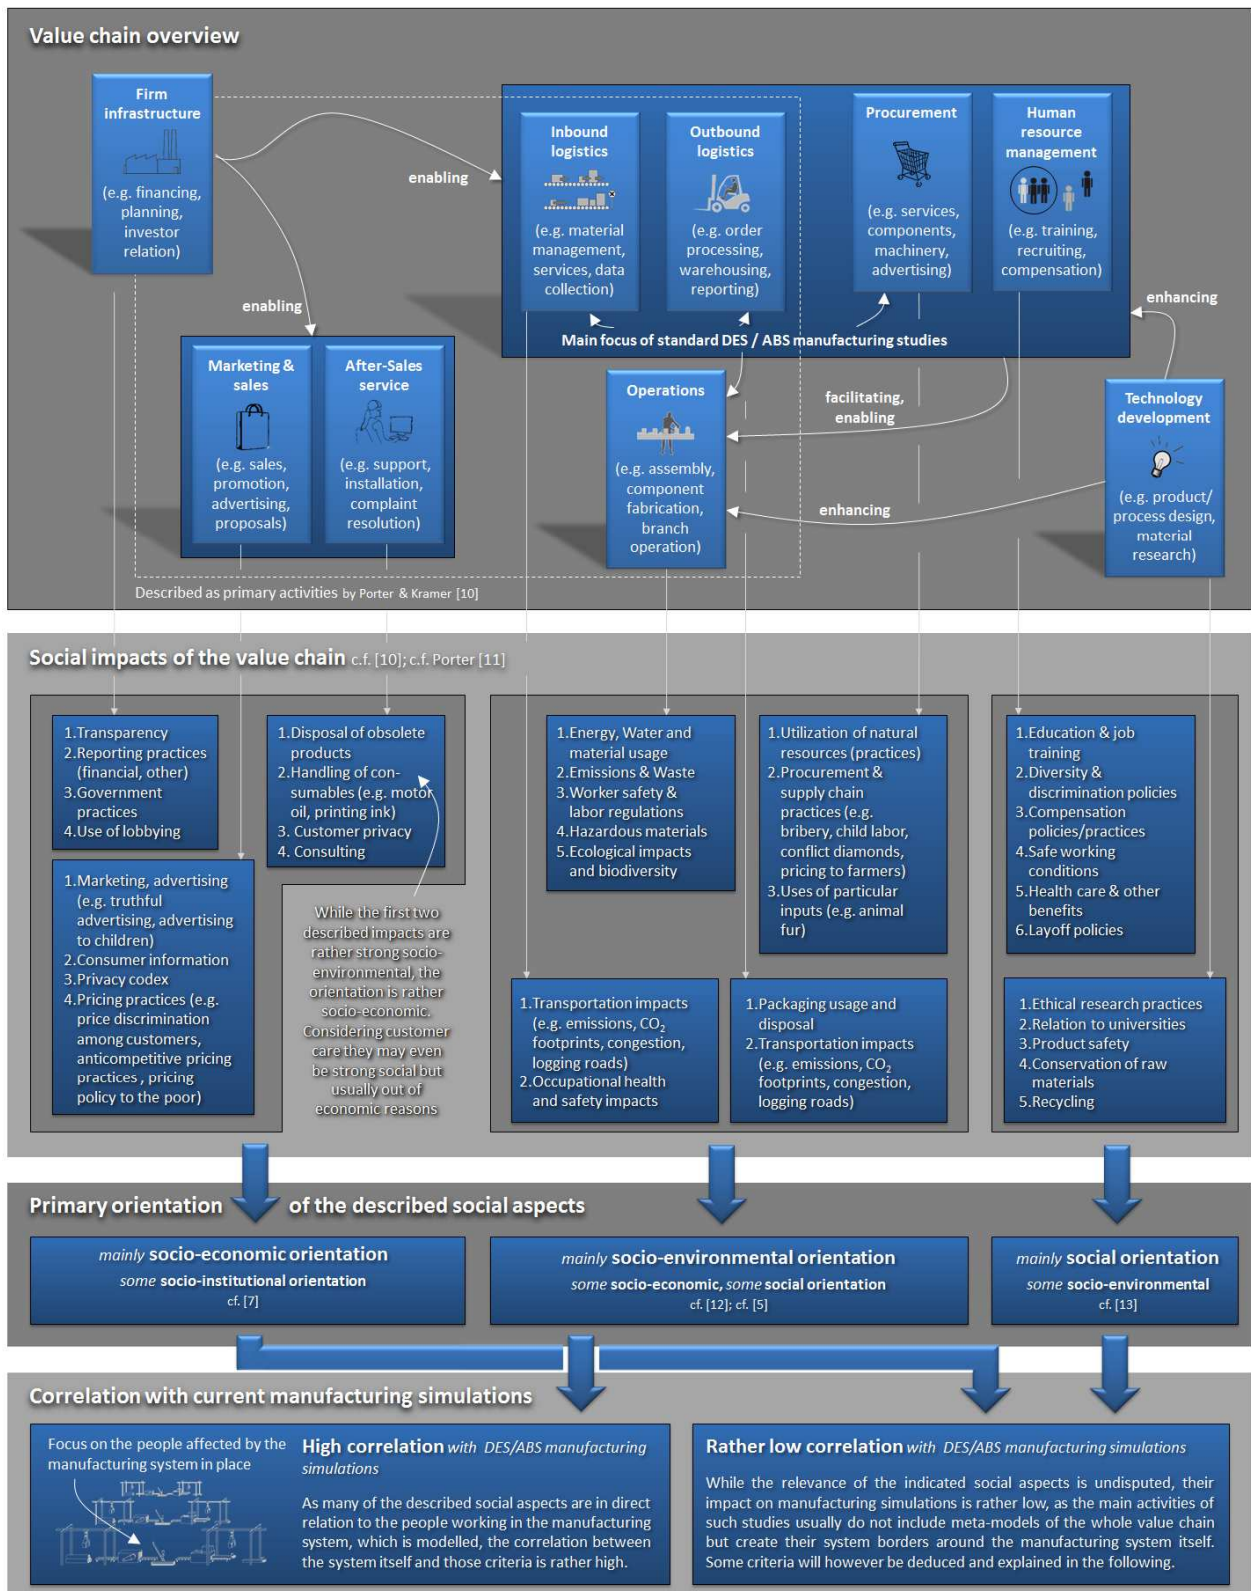 Value chain overview
Firm
infrastructure
(e.g. financing,
planning,
investor
relation)
enabling
enabling
Inbound
logistics
(e.g. material
management,
services, data
collection)
Outbound
logistics
(e.g. order
processing,
warehousing,
reporting)
Procurement
(e.g. services,
components,
machinery,
advertising)
Human
resource
management
(e.g. training,
recruiting,
compensation)
Main focus of standard DES / ABS manufacturing studies
enhancing
Marketing &
sales
(e.g. sales,
promotion,
advertising,
proposals)
After-Sales
service
(e.g. support,
installation,
complaint
resolution)
Operations
(e.g. assembly,
component
fabrication,
branch
operation)
facilitating,
enabling
enhancing
Technology
development
(e.g. product/
process design,
material
research)
Described as primary activities by Porter & Kramer [10]
Social impacts of the value chain c.f. [10]; c.f. Porter [11]
1.Transparency
2.Reporting practices
(financial, other)
3.Government
practices
4.Use of lobbying
1.Disposal of obsolete
products
2.Handling of con-
sumables (e.g. motor
oil, printing ink)
3. Customer privacy
4. Consulting
1.Marketing, advertising
(e.g. truthful
advertising, advertising
to children)
2.Consumer information
3.Privacy codex
4.Pricing practices (e.g.
price discrimination
among customers,
anticompetitive pricing
practices , pricing
policy to the poor)
While the first two
described impacts are
rather strong socio-
environmental, the
orientation is rather
socio-economic.
Considering customer
care they may even
be strong social but
usually out of
economic reasons
1.Energy, Water and
material usage
2.Emissions & Waste
3.Worker safety &
labor regulations
4.Hazardous materials
5.Ecological impacts
and biodiversity
1.Utilization of natural
resources (practices)
2.Procurement &
supply chain
practices (e.g.
bribery, child labor,
conflict diamonds,
pricing to farmers)
3.Uses of particular
inputs (e.g. animal
fur)
1.Education & job
training
2.Diversity &
discrimination policies
3.Compensation
policies/practices
4.Safe working
conditions
5.Health care & other
benefits
6.Layoff policies
1.Transportation impacts
(e.g. emissions, CO2
footprints, congestion,
logging roads)
2.Occupational health
and safety impacts
1.Packaging usage and
disposal
2.Transportation impacts
(e.g. emissions, CO2
footprints, congestion,
logging roads)
1.Ethical research practices
2.Relation to universities
3.Product safety
4.Conservation of raw
materials
5.Recycling
Primary orientation of the described social aspects
mainly socio-economic orientation
some socio-institutional orientation
cf. [7]
mainly socio-environmental orientation
some socio-economic, some social orientation
cf. [12]; cf. [5]
mainly social orientation
some socio-environmental
cf. [13]
Correlation with current manufacturing simulations
Focus on the people affected by the
manufacturing system in place
High correlation with DES/ABS manufacturing
simulations
As many of the described social aspects are in direct
relation to the people working in the manufacturing
system, which is modelled, the correlation between
the system itself and those criteria is rather high.
Rather low correlation with DES/ABS manufacturing simulations
While the relevance of the indicated social aspects is undisputed, their
impact on manufacturing simulations is rather low, as the main activities of
such studies usually do not include meta-models of the whole value chain
but create their system borders around the manufacturing system itself.
Some criteria will however be deduced and explained in the following.